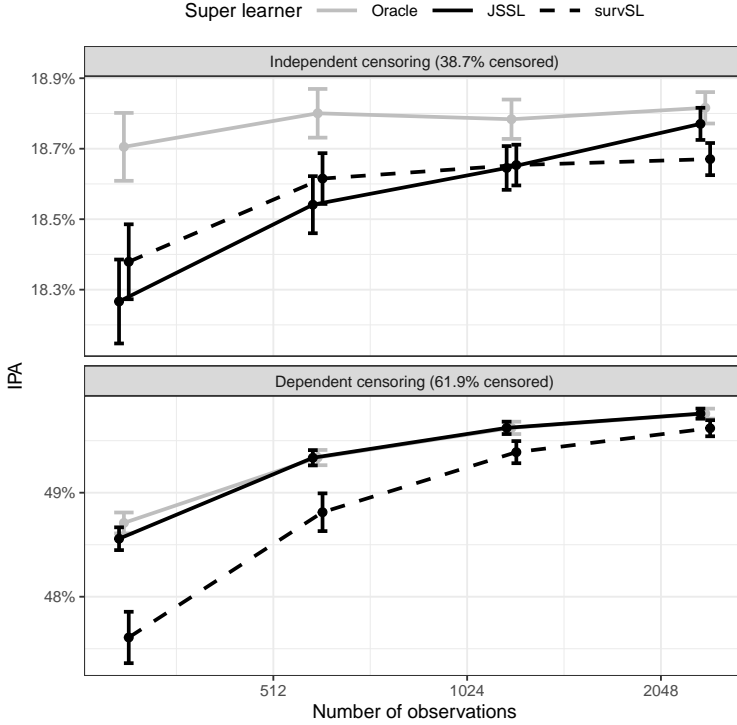 Super learner Oracle JSSL survSL
Independent censoring (38.7% censored)
18.9%
18.7%
18.5%
18.3%
IPA
Dependent censoring (61.9% censored)
49%
48%
512 1024 2048
Number of observations